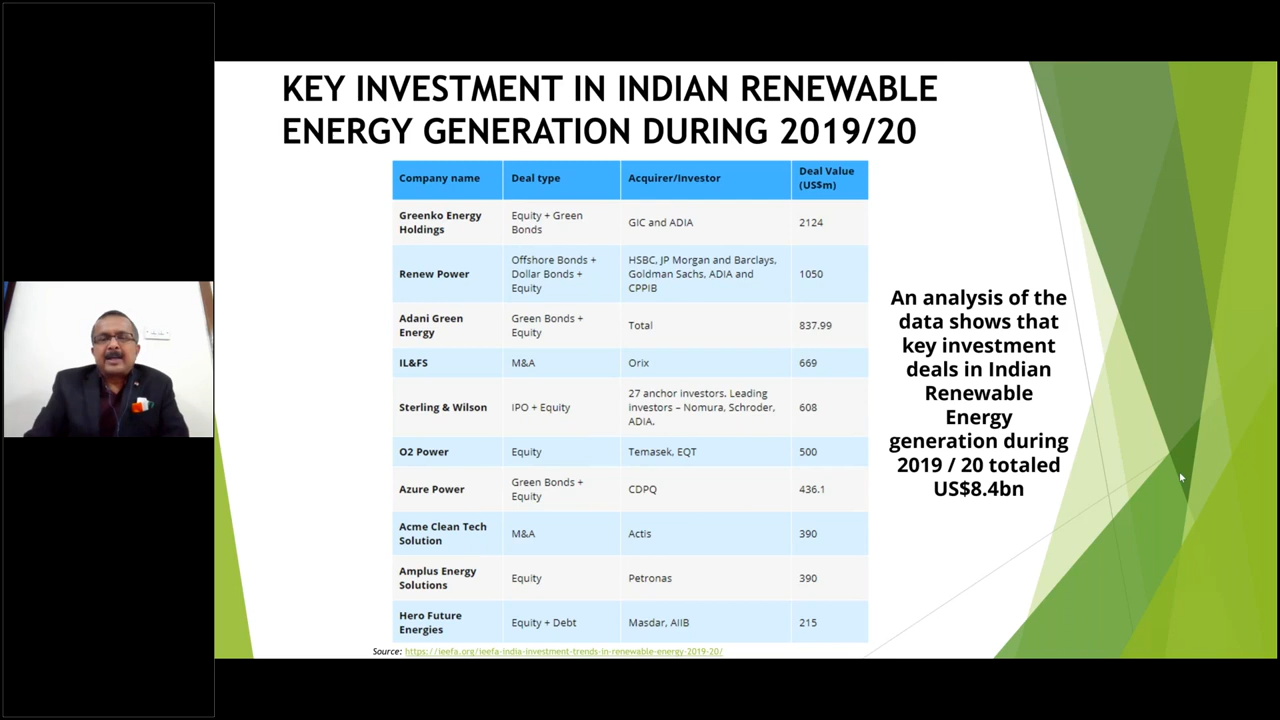 KEY INVESTMENT IN INDIAN RENEWABLE
ENERGY GENERATION DURING 2019/20
Company name Deal type Acquirer/Investor Deal Value (US$m)
Greenko Energy Holdings Equity + Green Bonds GIC and ADIA 2124
Renew Power Offshore Bonds + Dollar Bonds + Equity HSBC, JP Morgan and Barclays, Goldman Sachs, ADIA and CPPIB 1050
Adani Green Energy Green Bonds + Equity Total 837.99
IL&FS M&A Orix 669
Sterling & Wilson IPO + Equity 27 anchor investors. Leading investors – Nomura, Schroder, ADIA. 608
O2 Power Equity Temasek, EQT 500
Azure Power Green Bonds + Equity CDPQ 436.1
Acme Clean Tech Solution M&A Actis 390
Amplus Energy Solutions Equity Petronas 390
Hero Future Energies Equity + Debt Masdar, AIIB 215
Source: https://ieefa.org/ieefa-india-investment-trends-in-renewable-energy-2019-20/
An analysis of the
data shows that
key investment
deals in Indian
Renewable
Energy
generation during
2019 / 20 totaled
US$8.4bn